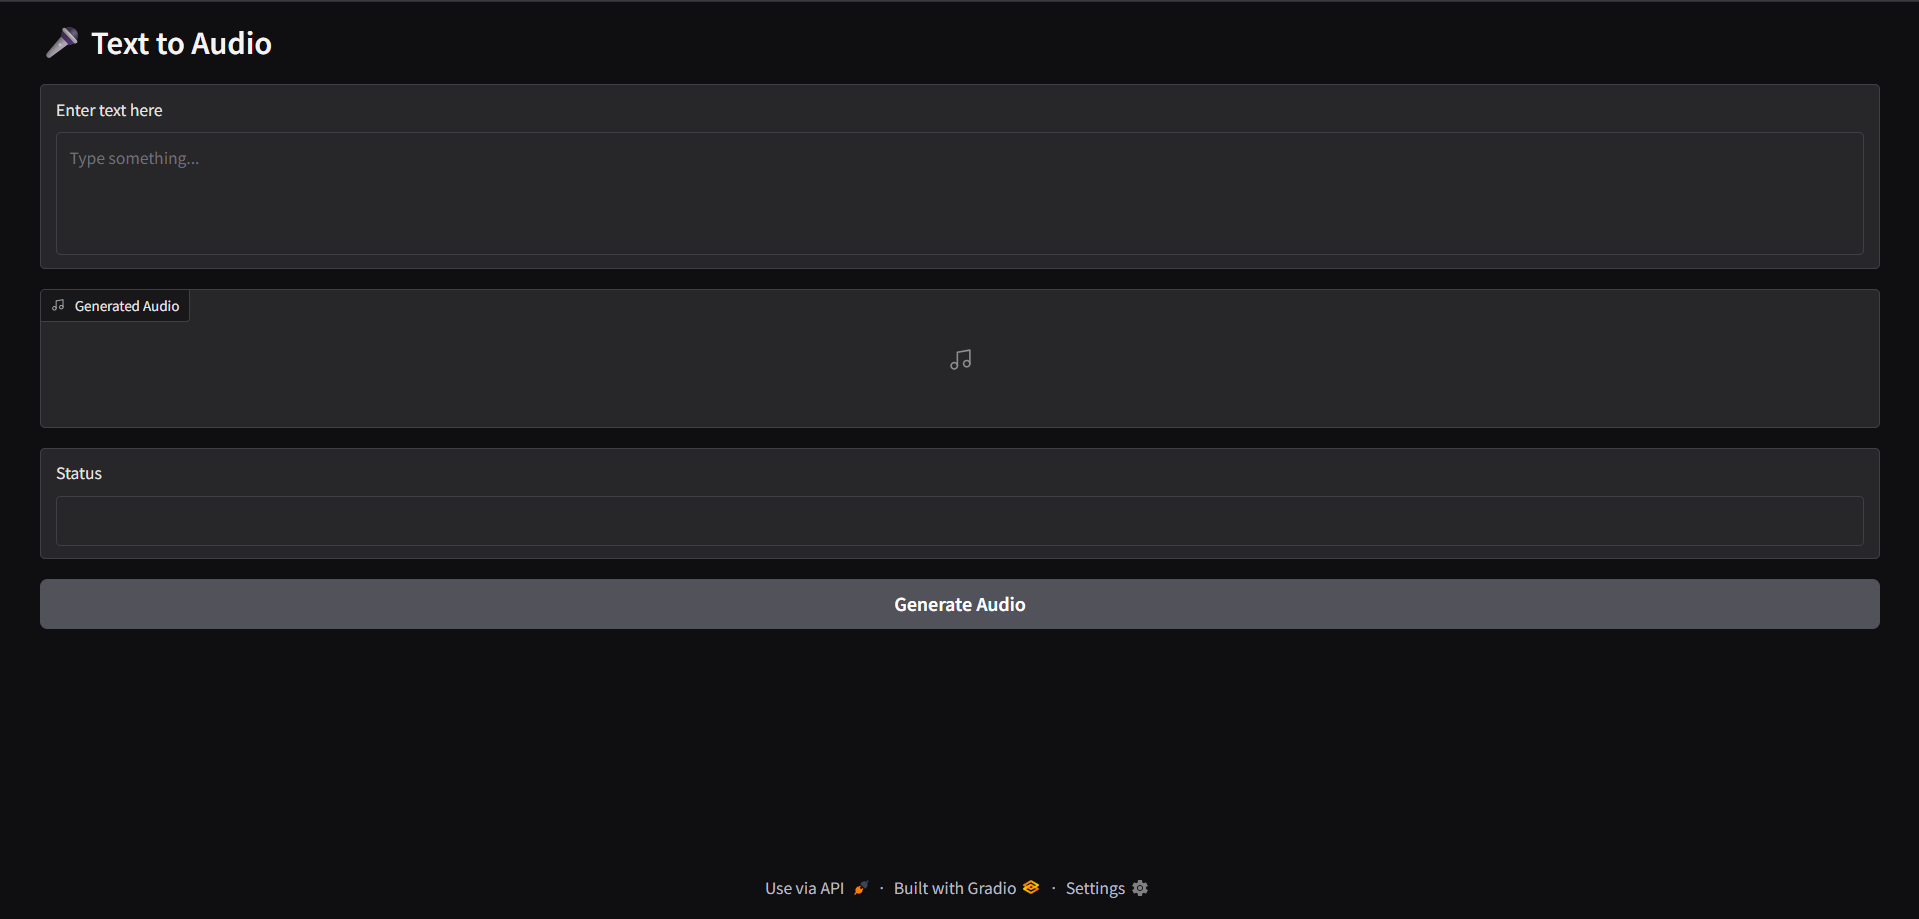 Text to Audio
Enter text here
Type something...
Generated Audio
Status
Generate Audio
Use via API · Built with Gradio · Settings